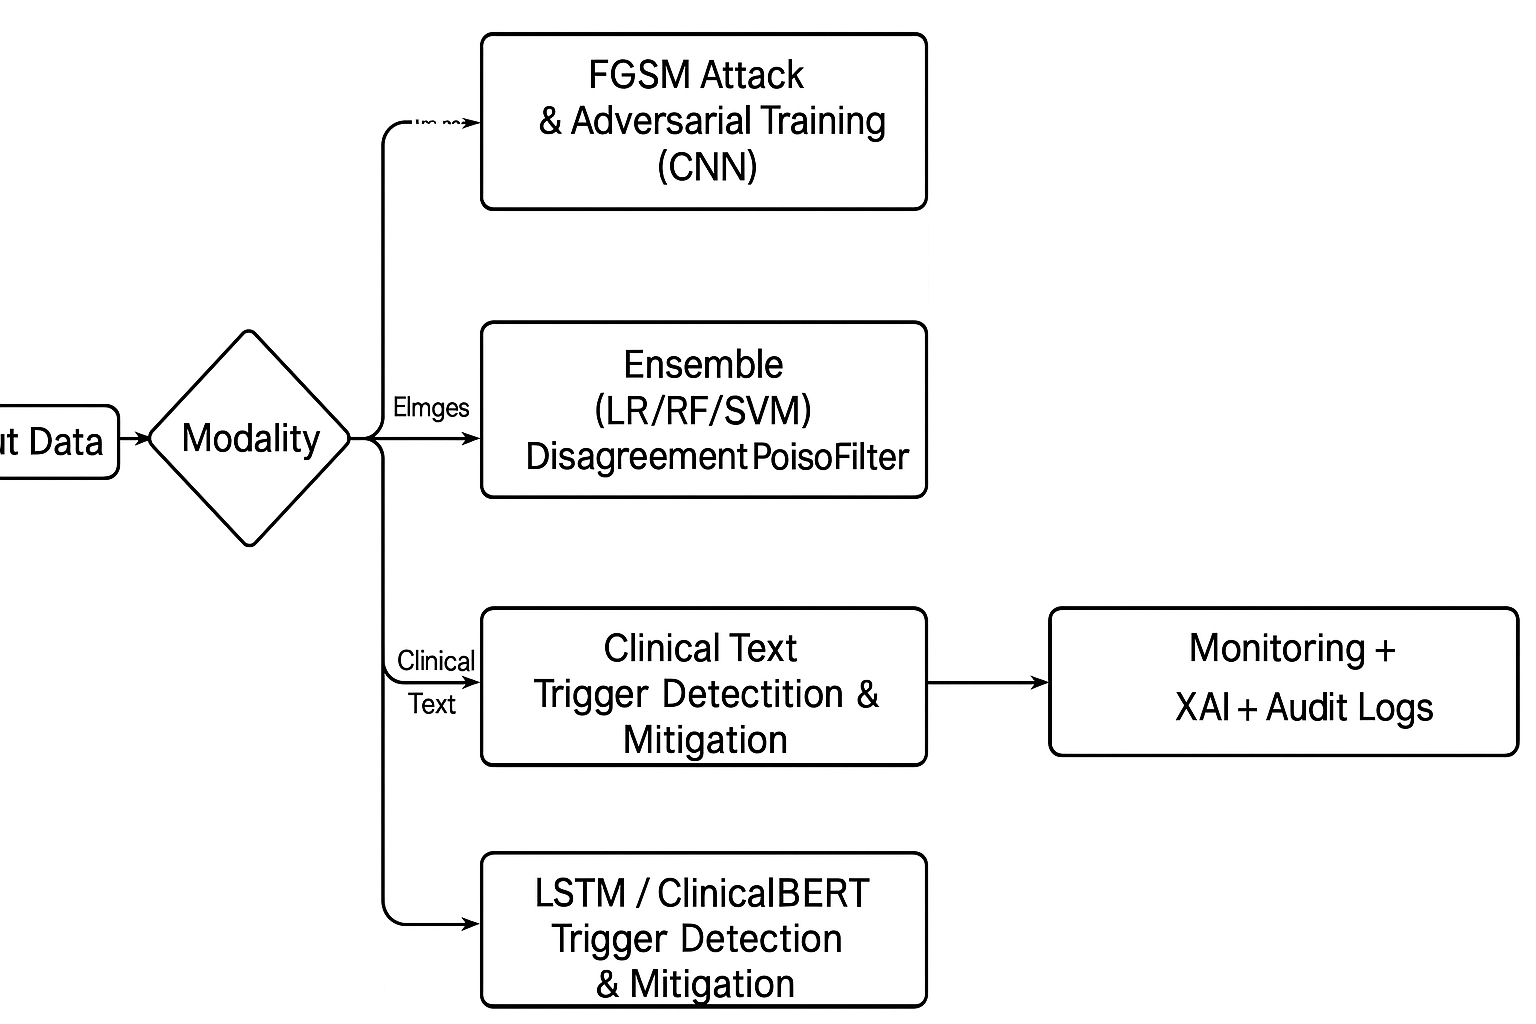 FGSM Attack
& Adversarial Training
(CNN)
Elmges
Ensemble
(LR/RF/SVM)
Disagreement PoisoFilter
ut Data
Modality
Clinical
Text
Clinical Text
Trigger Detectition &
Mitigation
Monitoring +
XAI + Audit Logs
LSTM / ClinicalBERT
Trigger Detection
& Mitigation